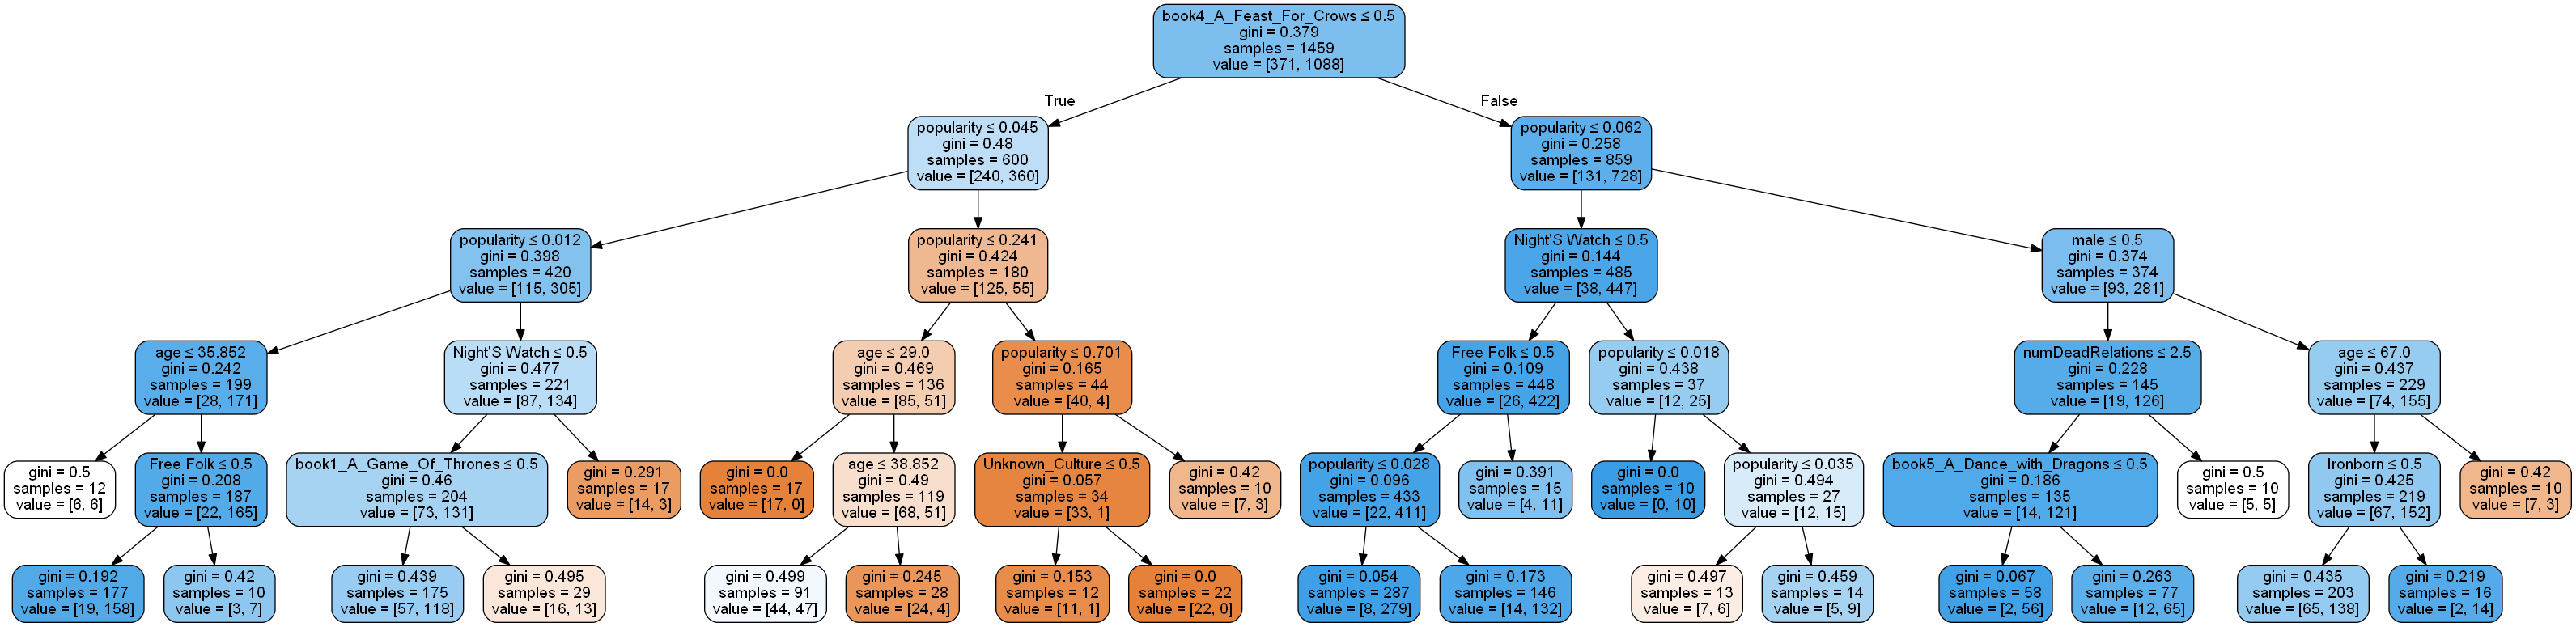 book4_A_Feast_For_Crows ≤ 0.5
gini = 0.379
samples = 1459
value = [371, 1088]
True
False
popularity ≤ 0.045
gini = 0.48
samples = 600
value = [240, 360]
popularity ≤ 0.062
gini = 0.258
samples = 859
value = [131, 728]
popularity ≤ 0.012
gini = 0.398
samples = 420
value = [115, 305]
popularity ≤ 0.241
gini = 0.424
samples = 180
value = [125, 55]
Night'S Watch ≤ 0.5
gini = 0.144
samples = 485
value = [38, 447]
male ≤ 0.5
gini = 0.374
samples = 374
value = [93, 281]
age ≤ 35.852
gini = 0.242
samples = 199
value = [28, 171]
Night'S Watch ≤ 0.5
gini = 0.477
samples = 221
value = [87, 134]
age ≤ 29.0
gini = 0.469
samples = 136
value = [85, 51]
popularity ≤ 0.701
gini = 0.165
samples = 44
value = [40, 4]
Free Folk ≤ 0.5
gini = 0.109
samples = 448
value = [26, 422]
popularity ≤ 0.018
gini = 0.438
samples = 37
value = [12, 25]
numDeadRelations ≤ 2.5
gini = 0.228
samples = 145
value = [19, 126]
age ≤ 67.0
gini = 0.437
samples = 229
value = [74, 155]
gini = 0.5
samples = 12
value = [6, 6]
Free Folk ≤ 0.5
gini = 0.208
samples = 187
value = [22, 165]
book1_A_Game_Of_Thrones ≤ 0.5
gini = 0.46
samples = 204
value = [73, 131]
gini = 0.291
samples = 17
value = [14, 3]
gini = 0.0
samples = 17
value = [17, 0]
age ≤ 38.852
gini = 0.49
samples = 119
value = [68, 51]
Unknown_Culture ≤ 0.5
gini = 0.057
samples = 34
value = [33, 1]
gini = 0.42
samples = 10
value = [7, 3]
popularity ≤ 0.028
gini = 0.096
samples = 433
value = [22, 411]
gini = 0.391
samples = 15
value = [4, 11]
gini = 0.0
samples = 10
value = [0, 10]
popularity ≤ 0.035
gini = 0.494
samples = 27
value = [12, 15]
book5_A_Dance_with_Dragons ≤ 0.5
gini = 0.186
samples = 135
value = [14, 121]
gini = 0.5
samples = 10
value = [5, 5]
Ironborn ≤ 0.5
gini = 0.425
samples = 219
value = [67, 152]
gini = 0.42
samples = 10
value = [7, 3]
gini = 0.192
samples = 177
value = [19, 158]
gini = 0.42
samples = 10
value = [3, 7]
gini = 0.439
samples = 175
value = [57, 118]
gini = 0.495
samples = 29
value = [16, 13]
gini = 0.499
samples = 91
value = [44, 47]
gini = 0.245
samples = 28
value = [24, 4]
gini = 0.153
samples = 12
value = [11, 1]
gini = 0.0
samples = 22
value = [22, 0]
gini = 0.054
samples = 287
value = [8, 279]
gini = 0.173
samples = 146
value = [14, 132]
gini = 0.497
samples = 13
value = [7, 6]
gini = 0.459
samples = 14
value = [5, 9]
gini = 0.067
samples = 58
value = [2, 56]
gini = 0.263
samples = 77
value = [12, 65]
gini = 0.435
samples = 203
value = [65, 138]
gini = 0.219
samples = 16
value = [2, 14]